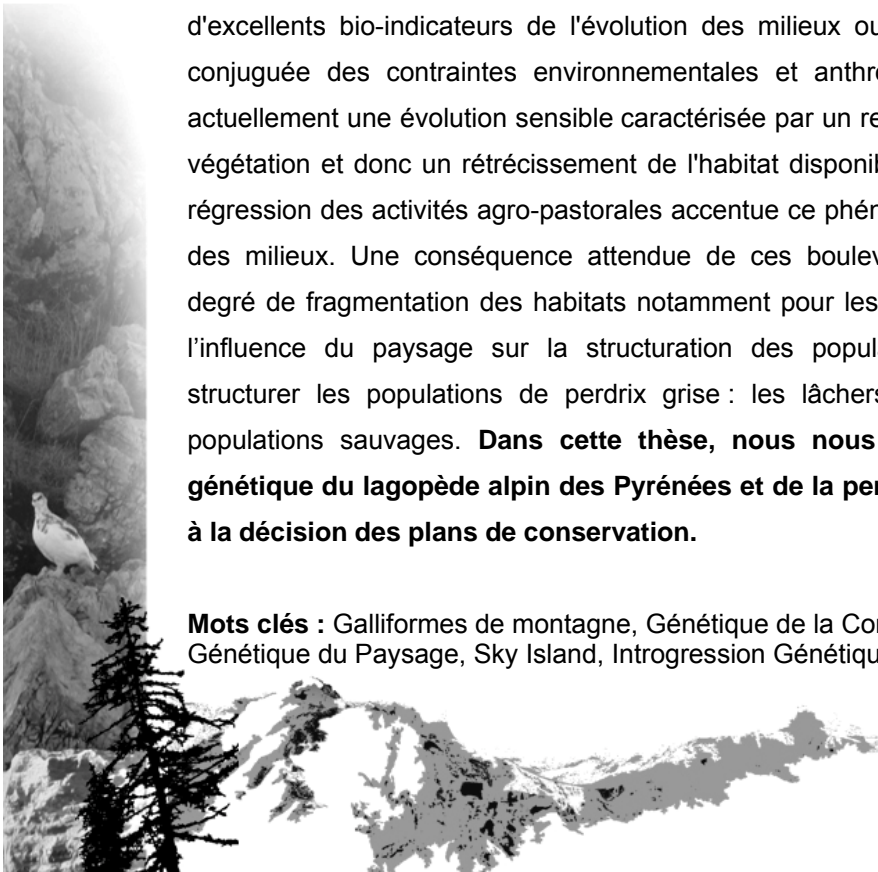 d'excellents bio-indicateurs de l'évolution des milieux ou
conjuguée des contraintes environnementales et anthr
actuellement une évolution sensible caractérisée par un re
végétation et donc un rétrécissement de l'habitat disponib
régression des activités agro-pastorales accentue ce phén
des milieux. Une conséquence attendue de ces boulev
degré de fragmentation des habitats notamment pour les
l’influence du paysage sur la structuration des popul
structurer les populations de perdrix grise : les lâchers
populations sauvages. Dans cette thèse, nous nous
génétique du lagopède alpin des Pyrénées et de la per
à la décision des plans de conservation.
Mots clés : Galliformes de montagne, Génétique de la Co
Génétique du Paysage, Sky Island, Introgression Génétiqu